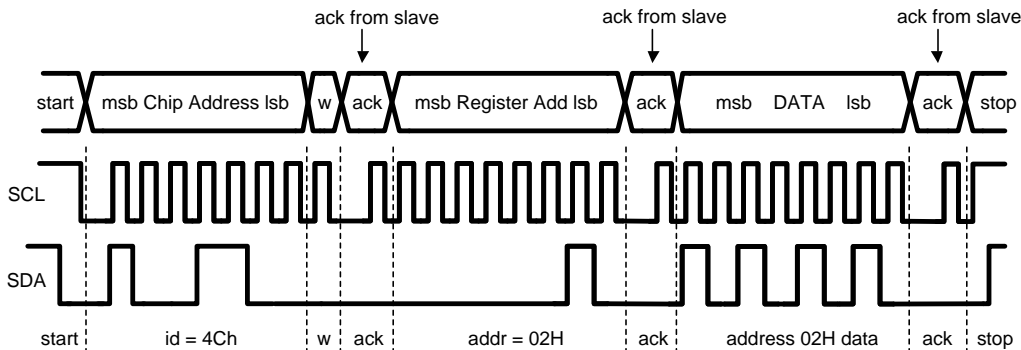 ack from slave ack from slave ack from slave
start msb Chip Address lsb w ack msb Register Add lsb ack msb DATA lsb ack stop
SCL
SDA
start id = 4Ch w ack addr = 02H ack address 02H data ack stop